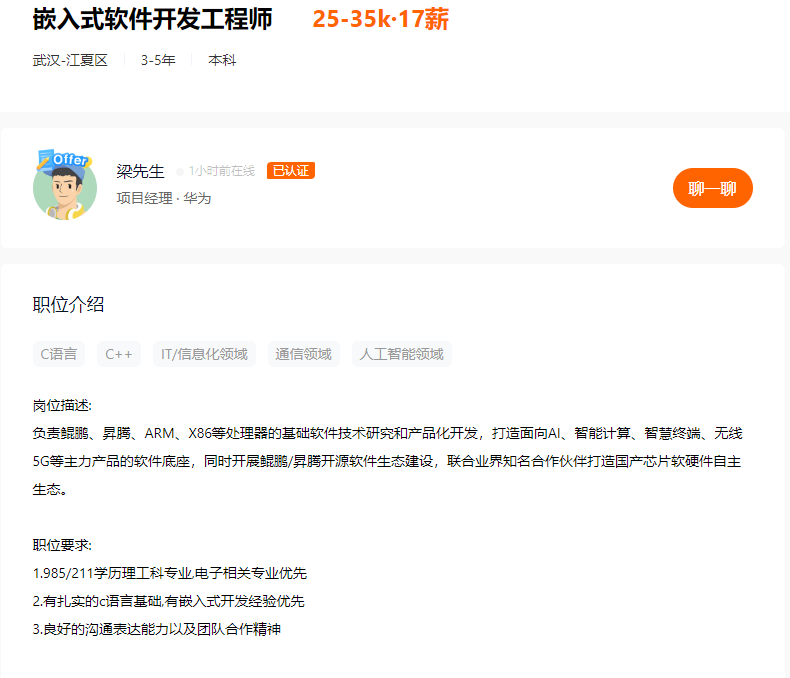 嵌入式软件开发工程师 25-35k·17薪
武汉-江夏区 3-5年 本科
Offer
梁先生 1小时前在线 已认证
项目经理 · 华为
聊一聊
职位介绍
C语言 C++ IT/信息化领域 通信领域 人工智能领域
岗位描述:
负责鲲鹏、昇腾、ARM、X86等处理器的基础软件技术研究和产品化开发，打造面向AI、智能计算、智慧终端、无线
5G等主力产品的软件底座，同时开展鲲鹏/昇腾开源软件生态建设，联合业界知名合作伙伴打造国产芯片软硬件自主
生态。
职位要求:
1.985/211学历理工科专业,电子相关专业优先
2.有扎实的c语言基础,有嵌入式开发经验优先
3.良好的沟通表达能力以及团队合作精神